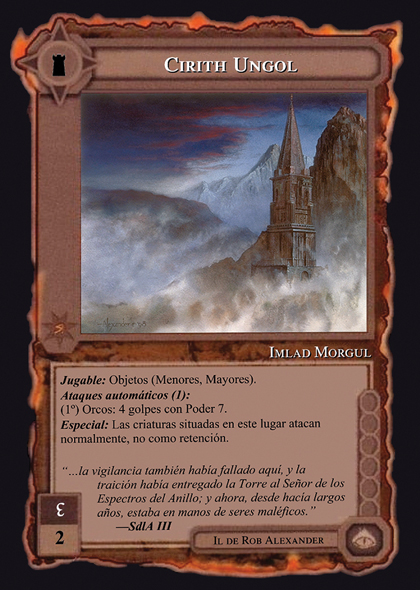 CIRITH UNGOL
IMLAD MORGUL
Jugable: Objetos (Menores, Mayores).
Ataques automáticos (1):
(1º) Orcos: 4 golpes con Poder 7.
Especial: Las criaturas situadas en este lugar atacan
normalmente, no como retención.
“...la vigilancia también había fallado aquí, y la
traición había entregado la Torre al Señor de los
Espectros del Anillo; y ahora, desde hacía largos
años, estaba en manos de seres maléficos.”
—SdlA III
2
IL DE ROB ALEXANDER